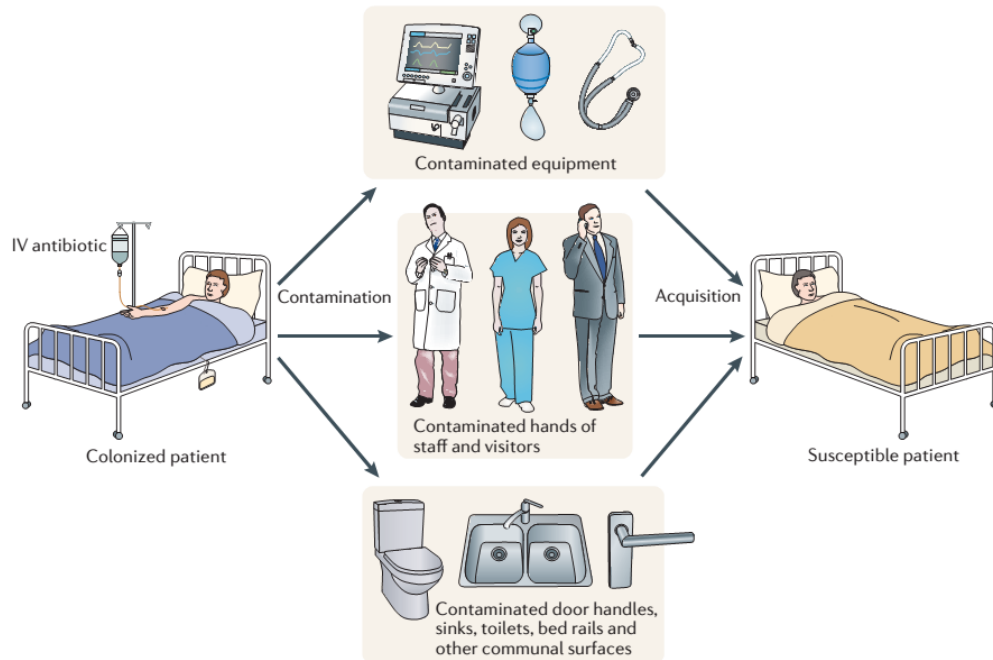 Contaminated equipment
IV antibiotic
Contamination
Acquisition
Contaminated hands of
staff and visitors
Colonized patient
Susceptible patient
Contaminated door handles,
sinks, toilets, bed rails and
other communal surfaces